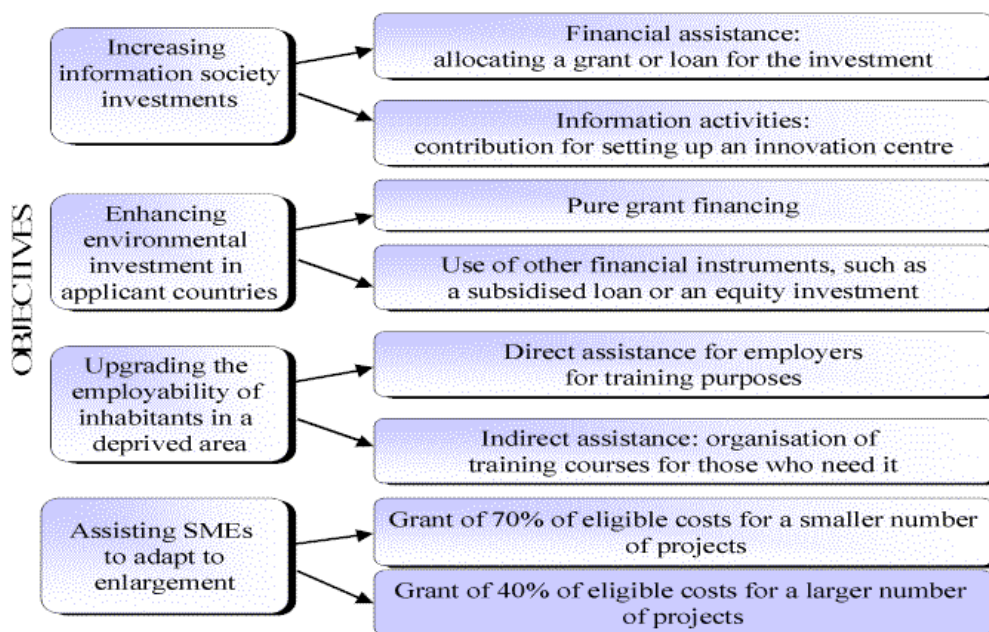 OBJECTIVES
Increasing
information society
investments
Financial assistance:
allocating a grant or loan for the investment
Information activities:
contribution for setting up an innovation centre
Enhancing
environmental
investment in
applicant countries
Pure grant financing
Use of other financial instruments, such as
a subsidised loan or an equity investment
Upgrading the
employability of
inhabitants in a
deprived area
Direct assistance for employers
for training purposes
Indirect assistance: organisation of
training courses for those who need it
Assisting SMEs
to adapt to
enlargement
Grant of 70% of eligible costs for a smaller number
of projects
Grant of 40% of eligible costs for a larger number
of projects